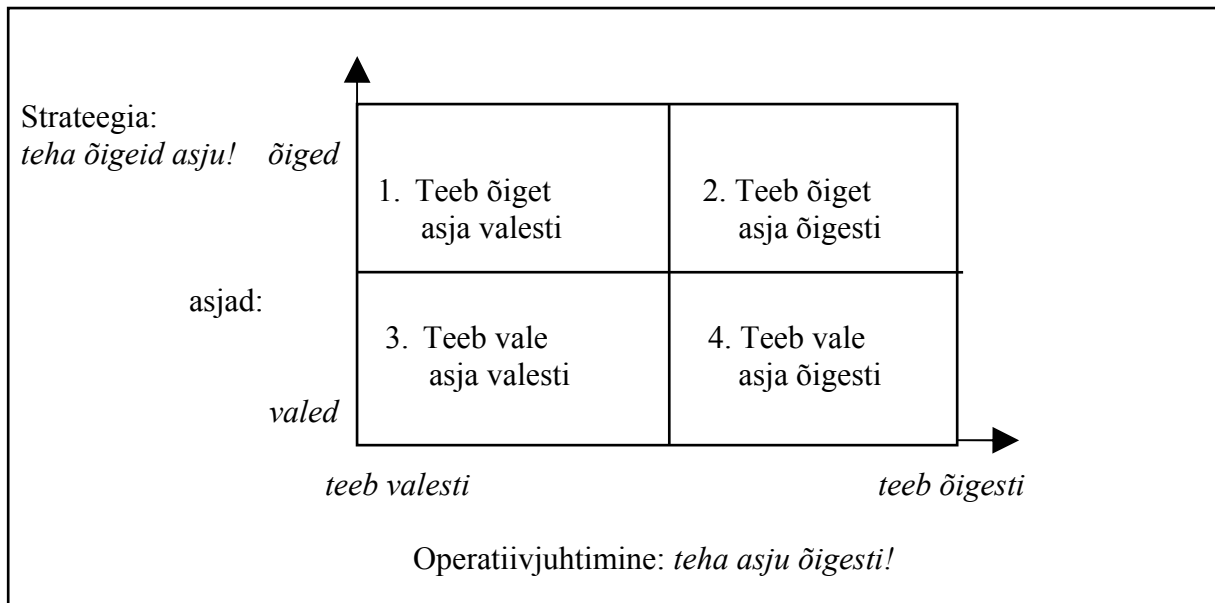 Strateegia:
teha õigeid asju! õiged
1. Teeb õiget
asja valesti
2. Teeb õiget
asja õigesti
asjad:
3. Teeb vale
asja valesti
4. Teeb vale
asja õigesti
valed
teeb valesti
teeb õigesti
Operatiivjuhtimine: teha asju õigesti!